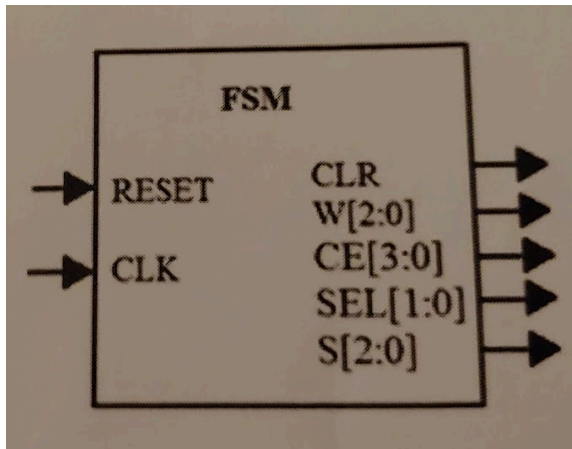 FSM
RESET
CLK
CLR
W[2:0]
CE[3:0]
SEL[1:0]
S[2:0]